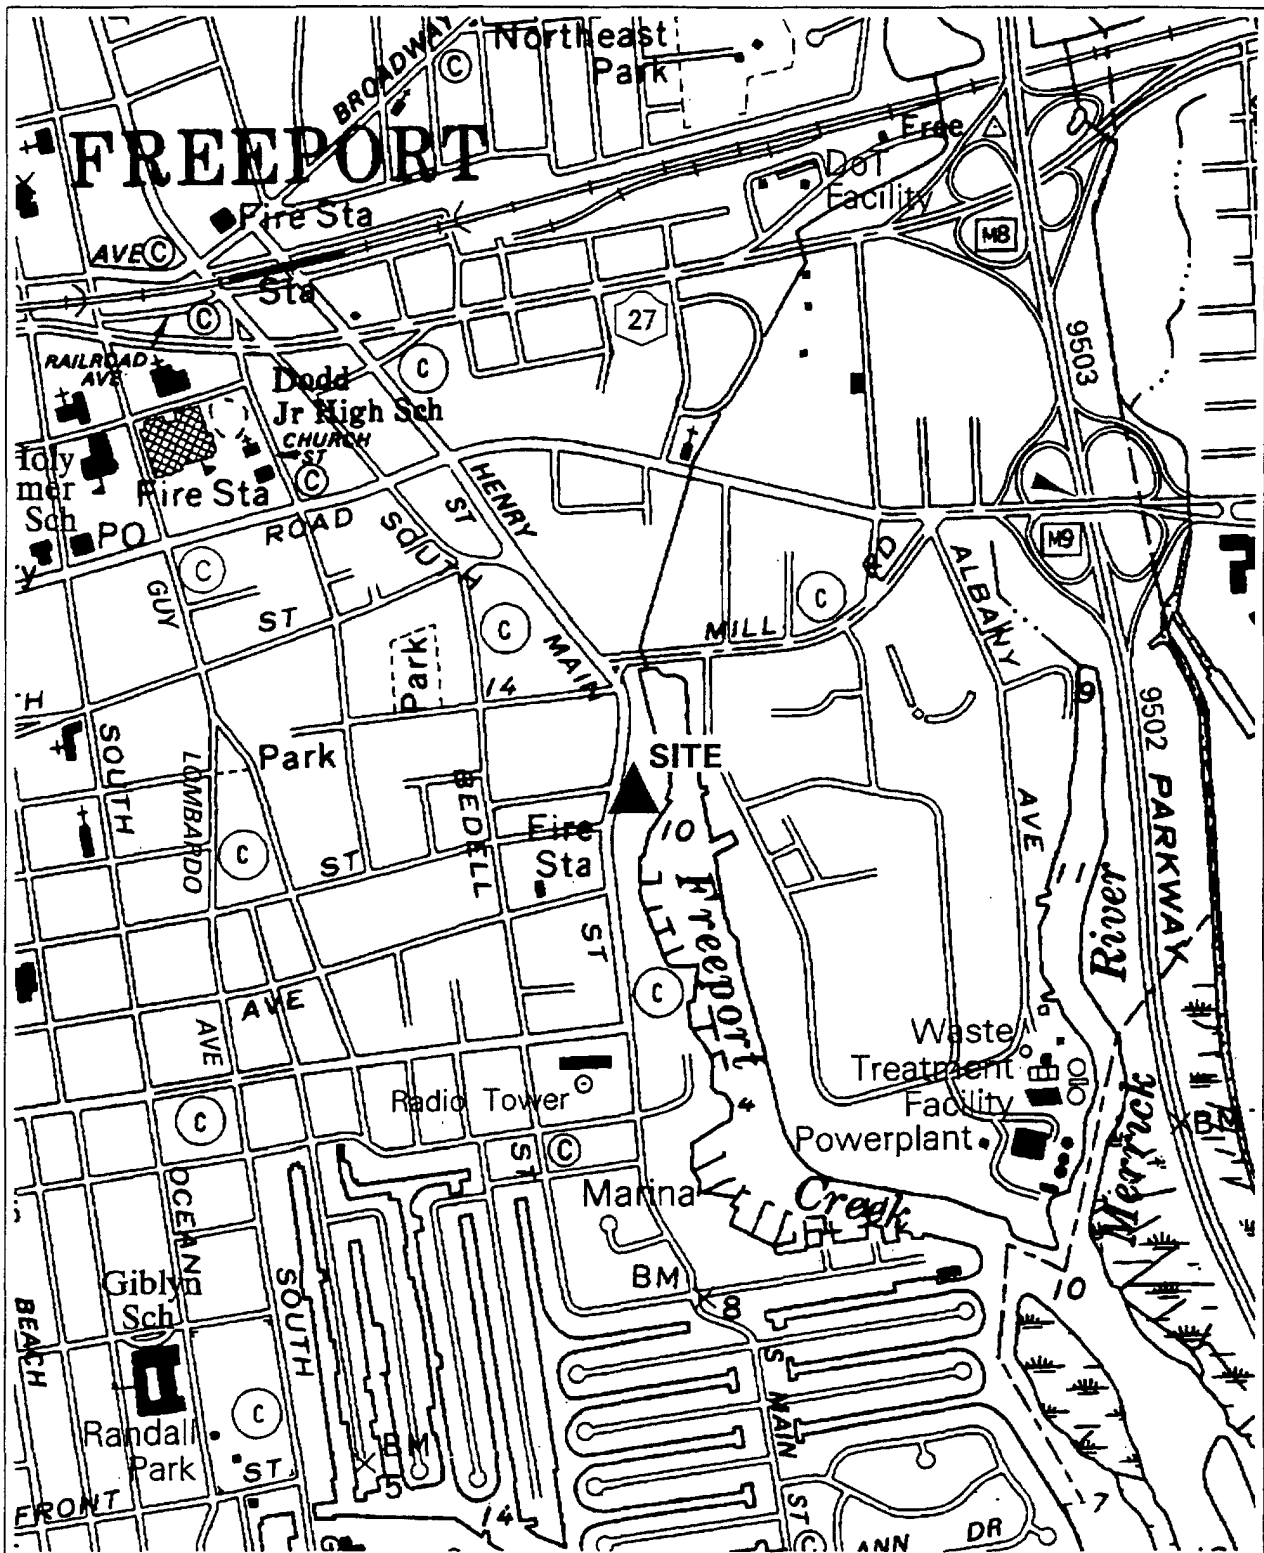 Northeast
Park
BROADWAY
C
FREEPORT
Free
DoT
Facility
Fire Sta
M8
AVE
C
Sta
C
27
9503
RAILROAD
AVE
C
Dodd
Jr High Sch
CHURCH
ST
Fire Sta
C
mer
Sch
PO
ROAD
HENRY
ST
SOUTH
M9
RD
C
C
GUY
ST
ALBANY
C
MILL
MAIN
Park
14
9
9502
PARKWAY
SOUTH
Park
SITE
LOMBARDO
BEDELL
Fire
Sta
10
AVE
C
ST
Freeport
River
ST
C
AVE
AVE
Waste
Treatment
Facility
Radio Tower
4
Merrick
C
Powerplant
ST
C
Marina
Creek
OCEAN
BM
8
10
Giblyn
Sch
SOUTH
BEACH
S
MAIN
C
Randall
Park
BM
5
ST
FRONT
14
ST
7
C
ANN
DR